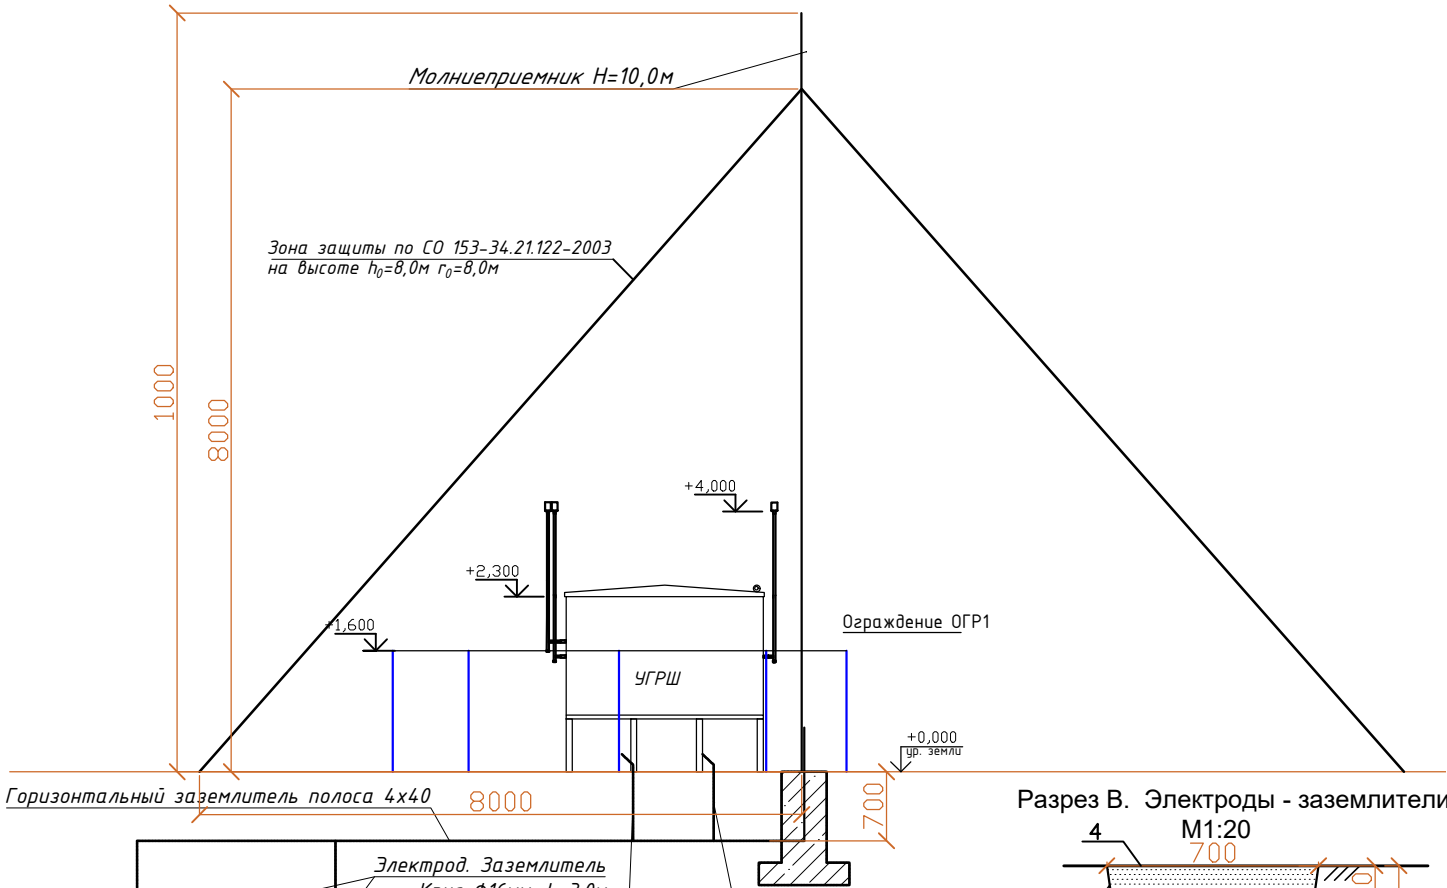 Молниеприемник Н=10,0м
Зона защиты по СО 153-34.21.122-2003
на высоте h₀=8,0м r₀=8,0м
1000
8000
+4,000
+2,300
+1,600
Ограждение ОГР1
УГРШ
+0,000
ур. земли
Горизонтальный заземлитель полоса 4х40
8000
700
Разрез В. Электроды - заземлители
М1:20
4
700
Электрод. Заземлитель